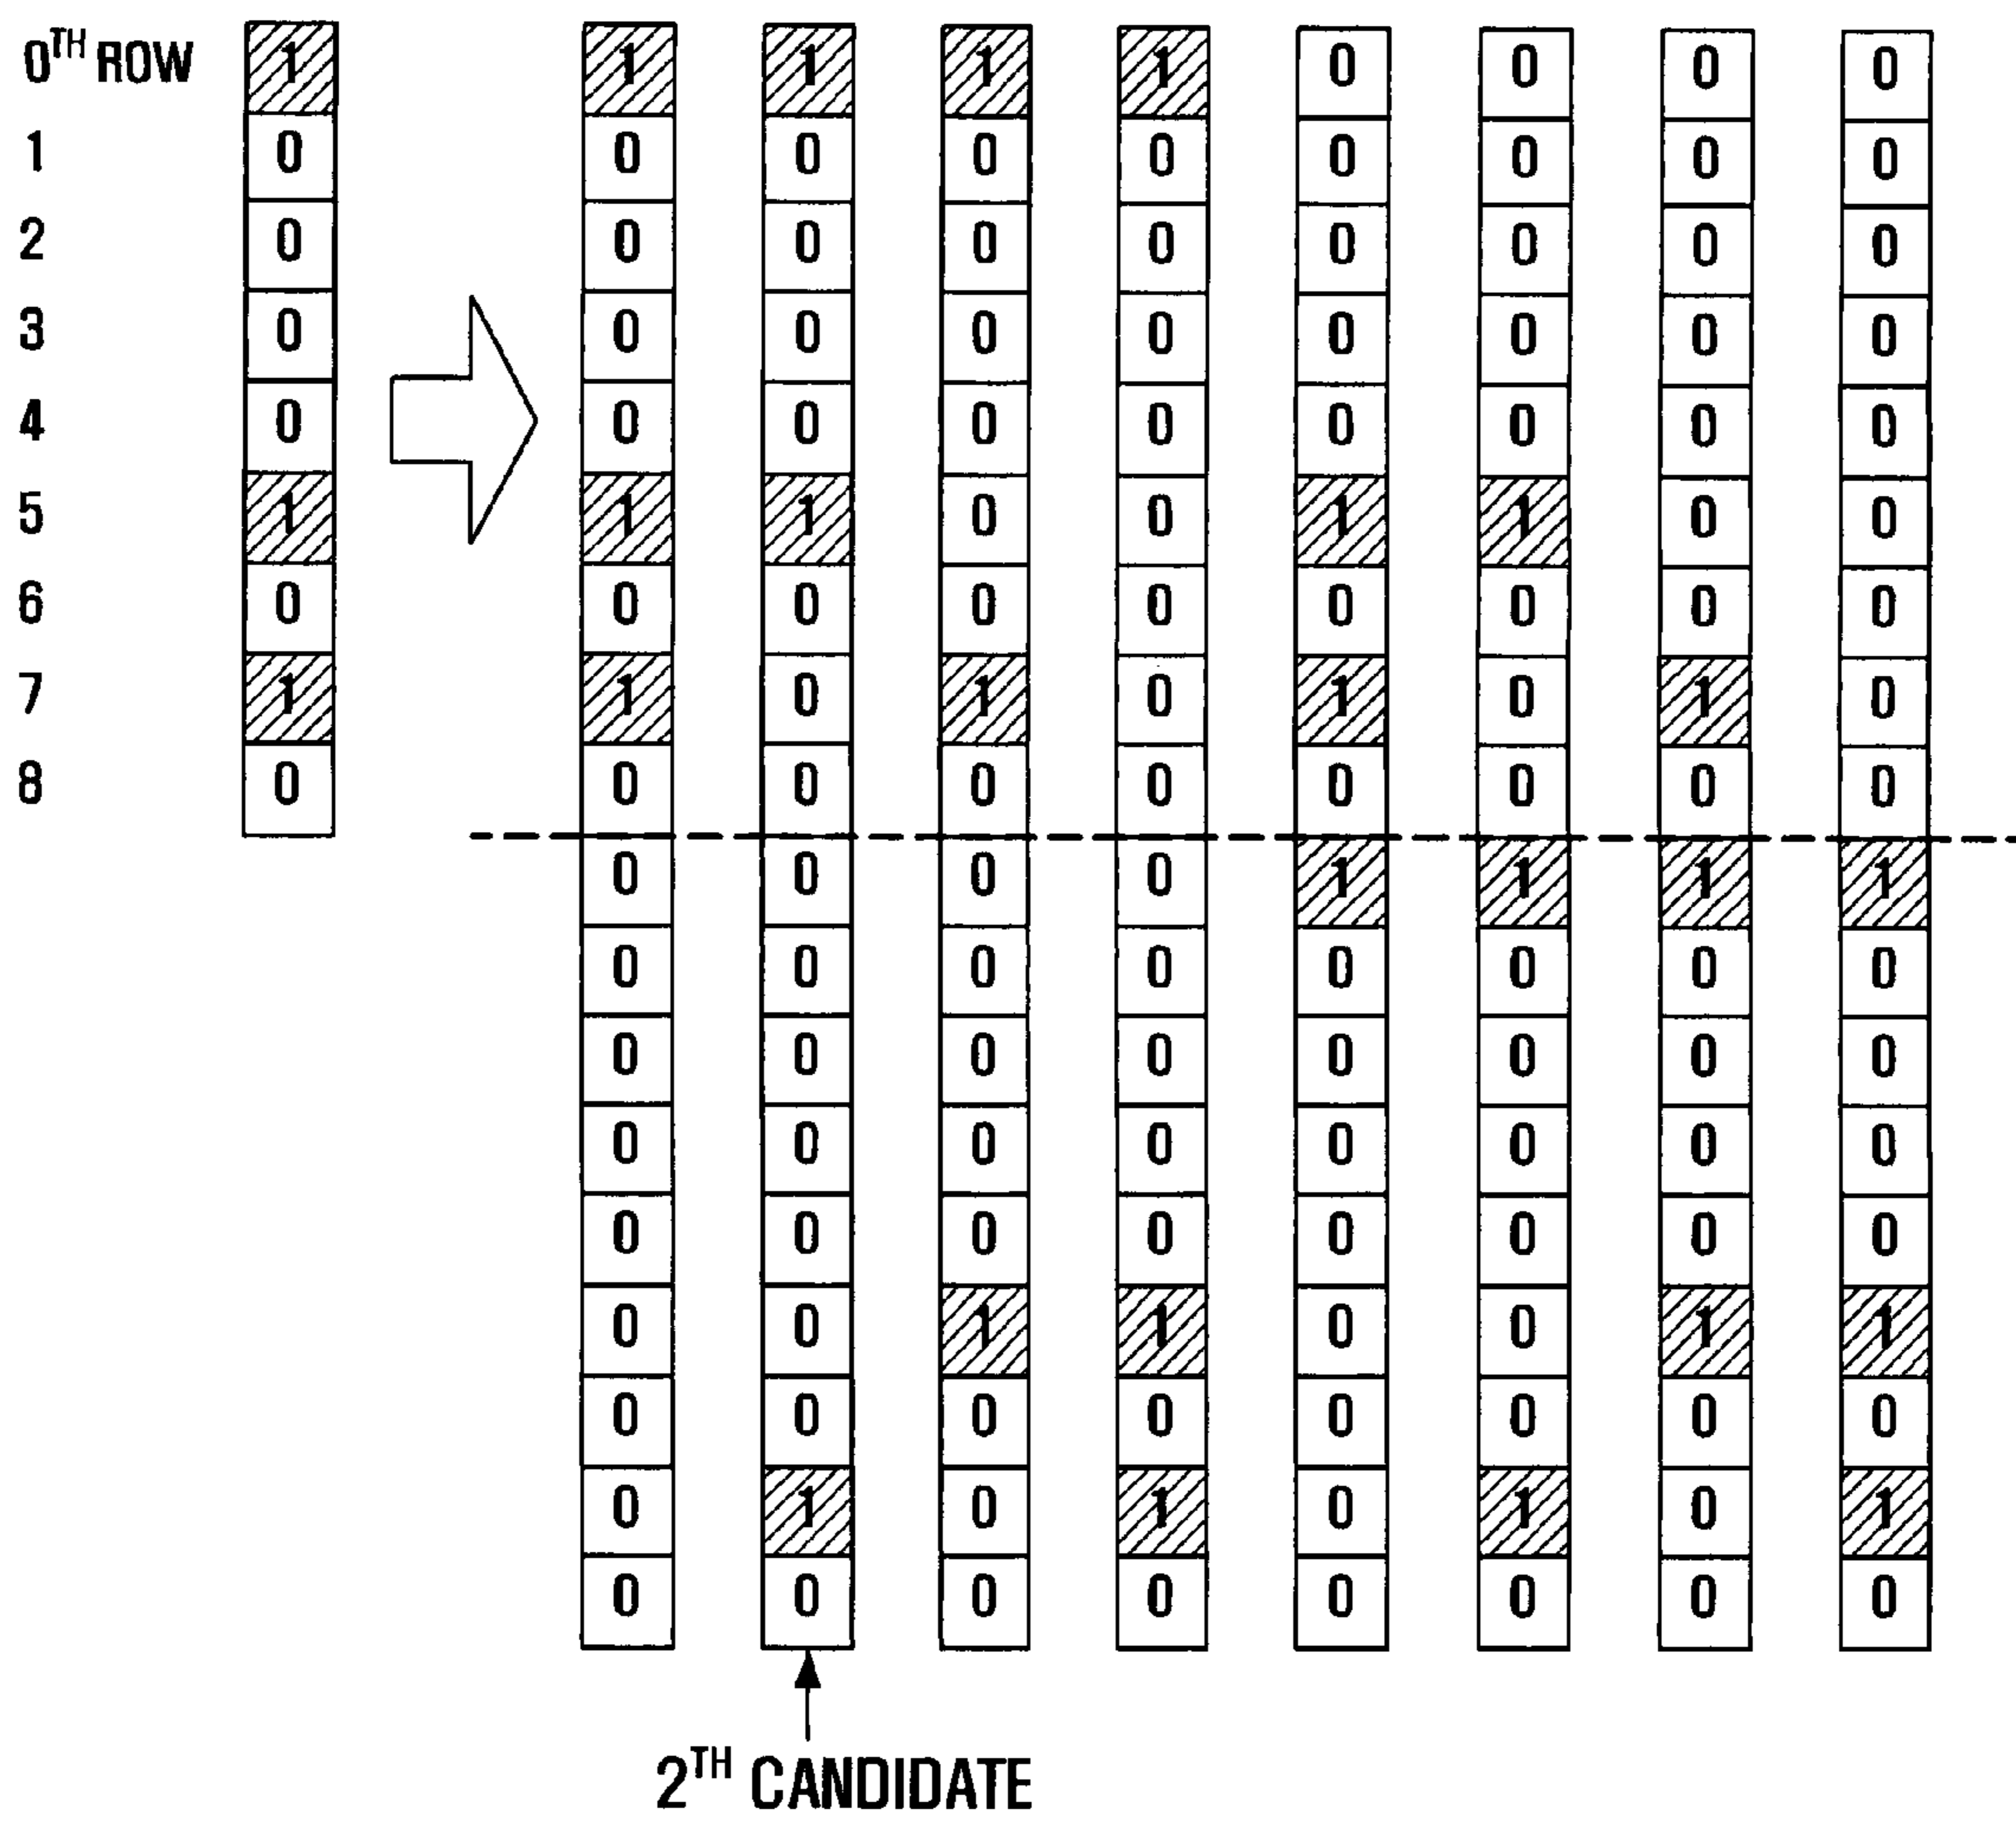 0TH ROW 1 1 1 1 1 0 0 0 0
1 0 0 0 0 0 0 0 0 0
2 0 0 0 0 0 0 0 0 0
3 0 0 0 0 0 0 0 0 0
4 0 0 0 0 0 0 0 0 0
5 1 1 1 0 0 1 1 0 0
6 0 0 0 0 0 0 0 0 0
7 1 1 0 1 0 1 0 1 0
8 0 0 0 0 0 0 0 0 0
0 0 0 0 1 1 1 1
0 0 0 0 0 0 0 0
0 0 0 0 0 0 0 0
0 0 0 0 0 0 0 0
0 0 0 0 0 0 0 0
0 0 1 1 0 0 1 1
0 0 0 0 0 0 0 0
0 1 0 1 0 1 0 1
0 0 0 0 0 0 0 0
2TH CANDIDATE